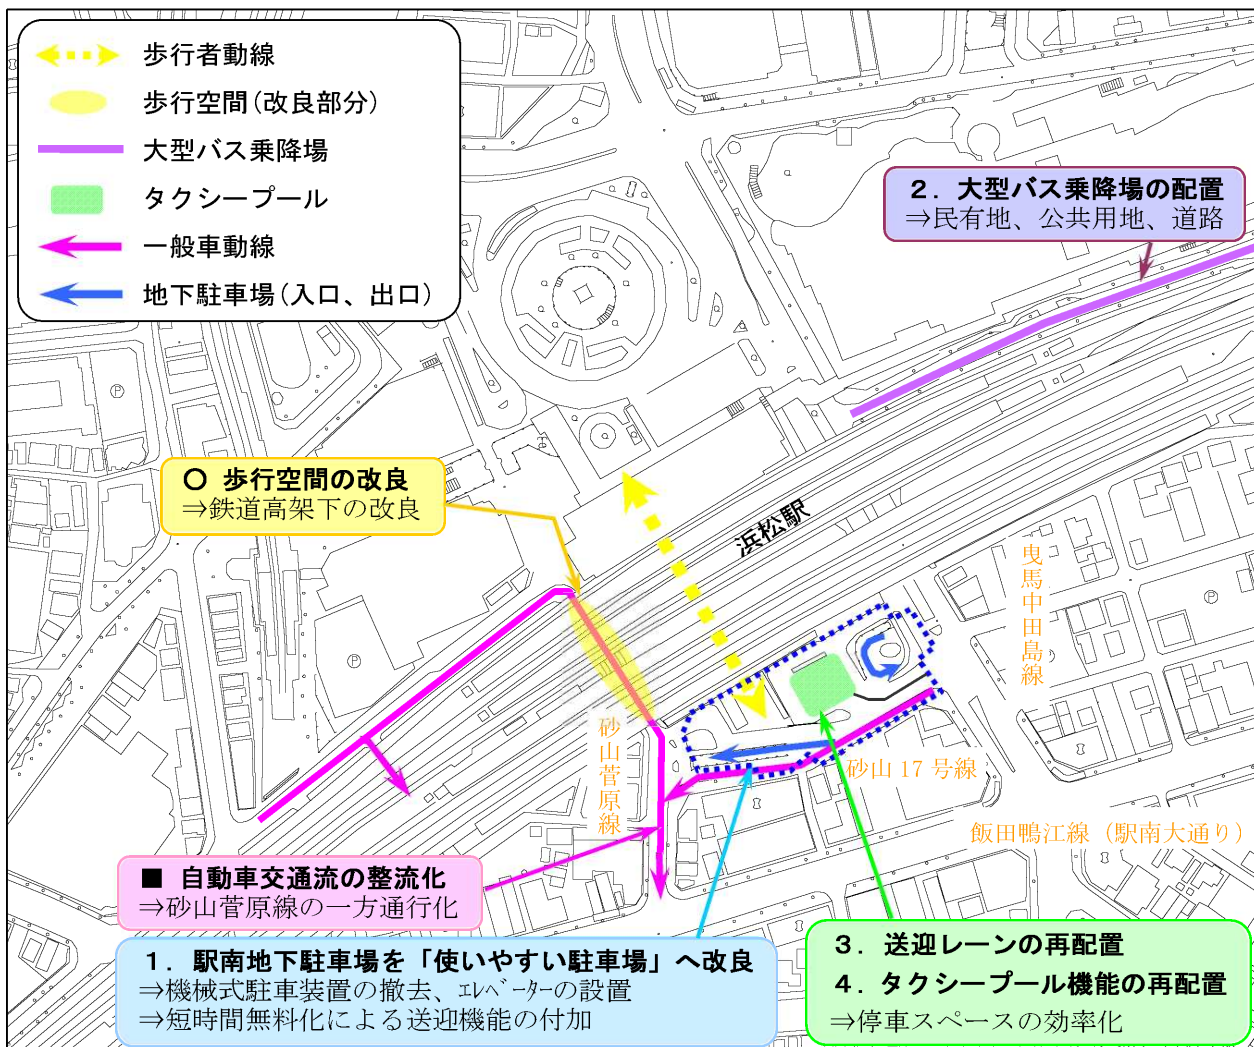 歩行者動線
歩行空間(改良部分)
大型バス乗降場
タクシープール
一般車動線
地下駐車場(入口、出口)
2. 大型バス乗降場の配置
⇒民有地、公共用地、道路
○ 歩行空間の改良
⇒鉄道高架下の改良
浜松駅
曳馬中田島線
砂山菅原線
砂山 17 号線
飯田鴨江線(駅南大通り)
■ 自動車交通流の整流化
⇒砂山菅原線の一方通行化
1. 駅南地下駐車場を「使いやすい駐車場」へ改良
⇒機械式駐車装置の撤去、ｴﾚﾍﾞｰﾀｰの設置
⇒短時間無料化による送迎機能の付加
3. 送迎レーンの再配置
4. タクシープール機能の再配置
⇒停車スペースの効率化
P
P
P